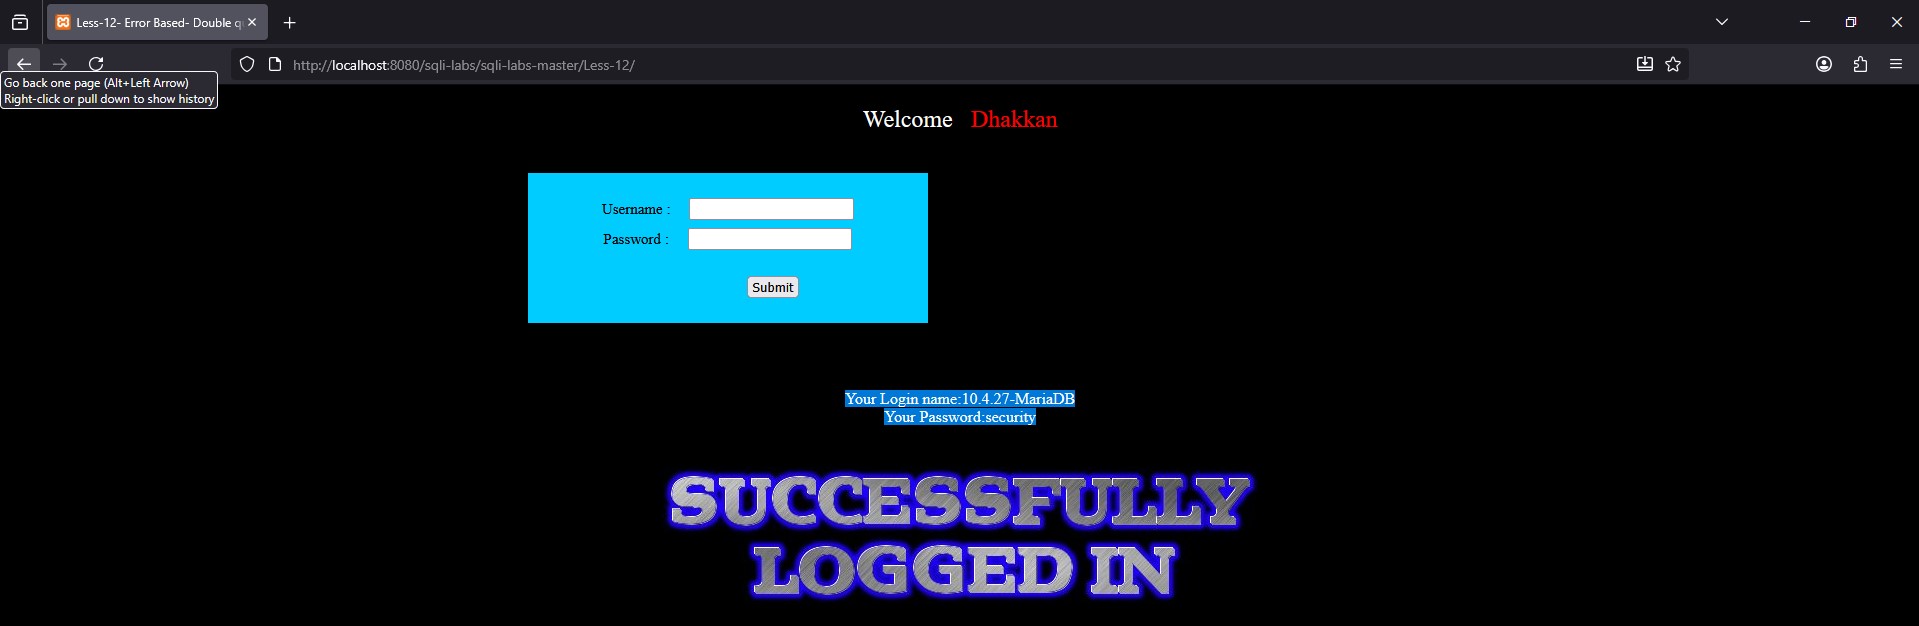 Less-12- Error Based- Double q
http://localhost:8080/sqli-labs/sqli-labs-master/Less-12/
Go back one page (Alt+Left Arrow)
Right-click or pull down to show history
Welcome Dhakkan
Username :
Password :
Submit
Your Login name:10.4.27-MariaDB
Your Password:security
SUCCESSFULLY
LOGGED IN